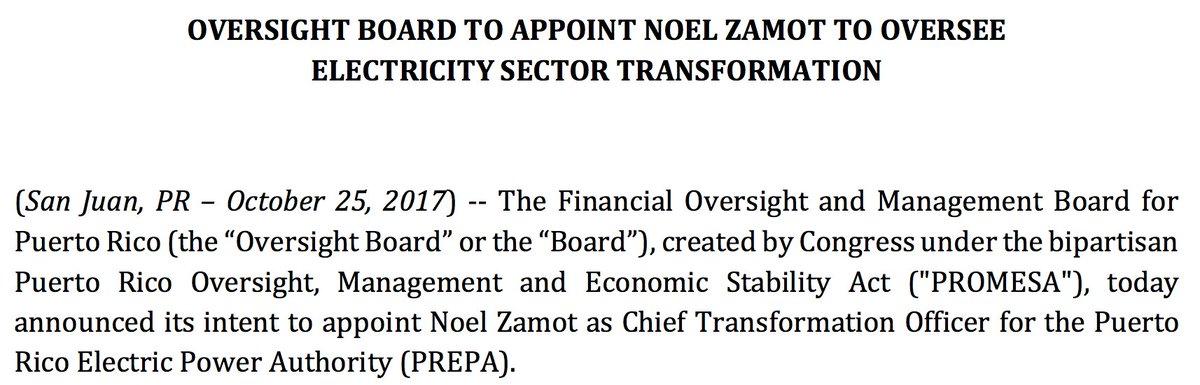 OVERSIGHT BOARD TO APPOINT NOEL ZAMOT TO OVERSEE
ELECTRICITY SECTOR TRANSFORMATION
(San Juan, PR – October 25, 2017) -- The Financial Oversight and Management Board for
Puerto Rico (the “Oversight Board” or the “Board”), created by Congress under the bipartisan
Puerto Rico Oversight, Management and Economic Stability Act ("PROMESA"), today
announced its intent to appoint Noel Zamot as Chief Transformation Officer for the Puerto
Rico Electric Power Authority (PREPA).